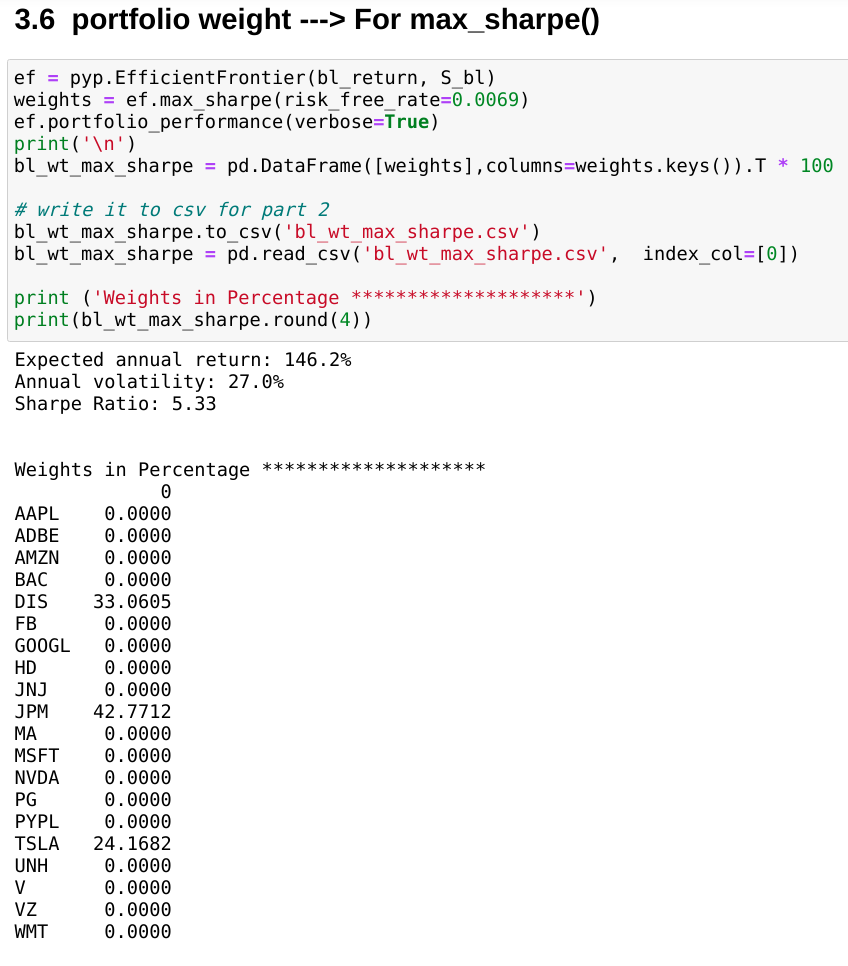 3.6 portfolio weight ---> For max_sharpe()
ef = pyp.EfficientFrontier(bl_return, S_bl)
weights = ef.max_sharpe(risk_free_rate=0.0069)
ef.portfolio_performance(verbose=True)
print('\n')
bl_wt_max_sharpe = pd.DataFrame([weights],columns=weights.keys()).T * 100
# write it to csv for part 2
bl_wt_max_sharpe.to_csv('bl_wt_max_sharpe.csv')
bl_wt_max_sharpe = pd.read_csv('bl_wt_max_sharpe.csv',  index_col=[0])
print ('Weights in Percentage ********************')
print(bl_wt_max_sharpe.round(4))
Expected annual return: 146.2%
Annual volatility: 27.0%
Sharpe Ratio: 5.33
Weights in Percentage ********************
0
AAPL 0.0000
ADBE 0.0000
AMZN 0.0000
BAC 0.0000
DIS 33.0605
FB 0.0000
GOOGL 0.0000
HD 0.0000
JNJ 0.0000
JPM 42.7712
MA 0.0000
MSFT 0.0000
NVDA 0.0000
PG 0.0000
PYPL 0.0000
TSLA 24.1682
UNH 0.0000
V 0.0000
VZ 0.0000
WMT 0.0000